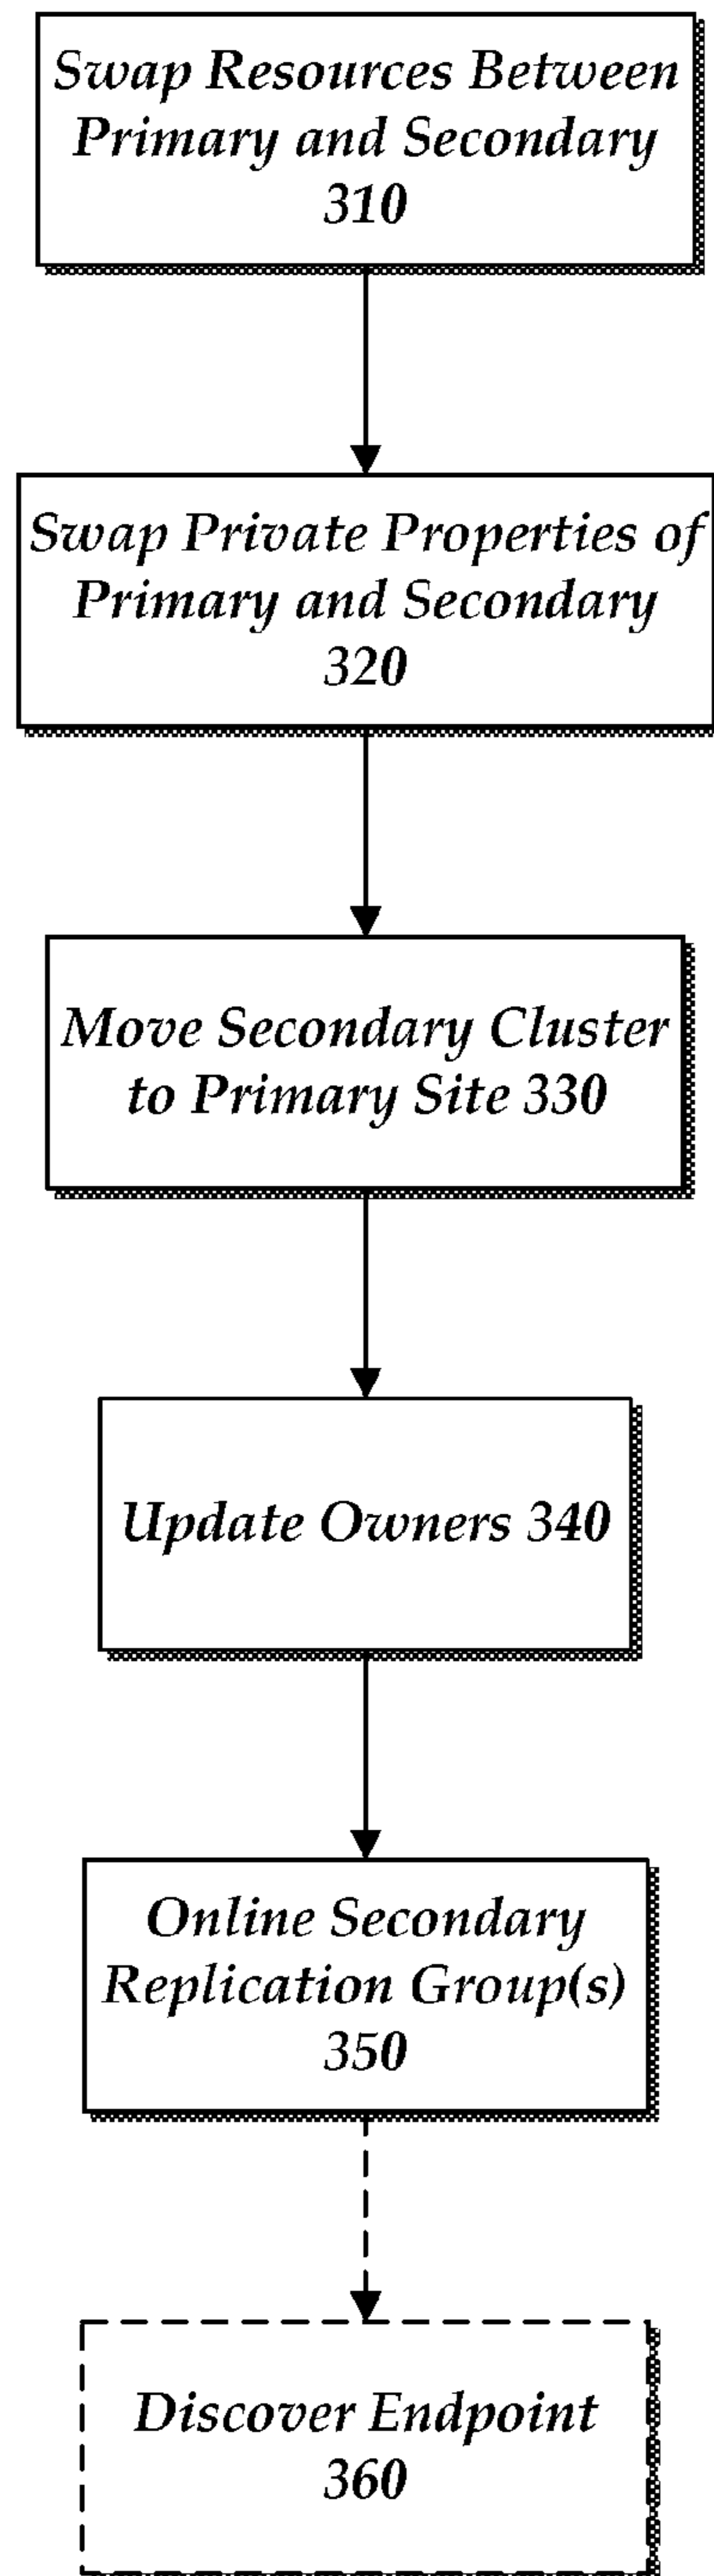 Swap Resources Between
Primary and Secondary
310
Swap Private Properties of
Primary and Secondary
320
Move Secondary Cluster
to Primary Site 330
Update Owners 340
Online Secondary
Replication Group(s)
350
Discover Endpoint
360